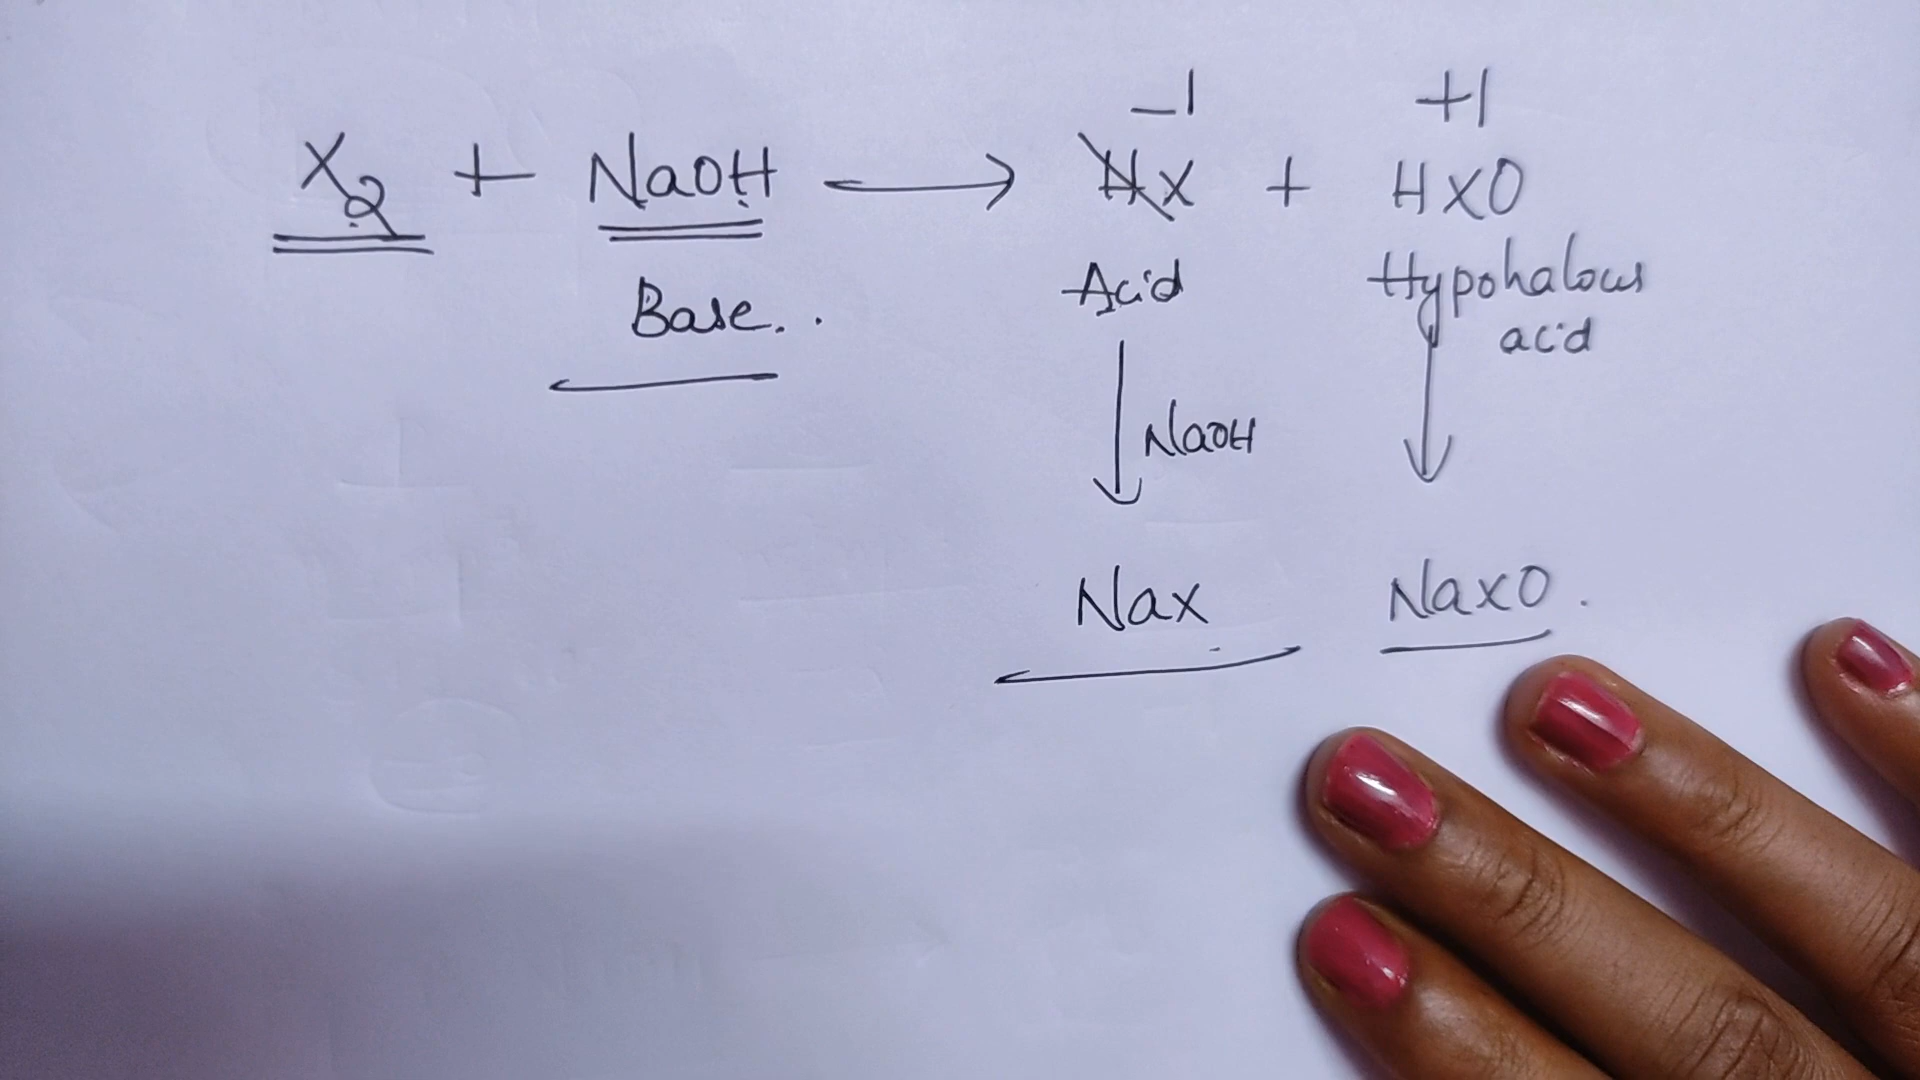 -1 +1
X₂ + NaOH → HX + HXO
Base.. Acid Hypohalous
acid
NaOH
NaX NaXO.